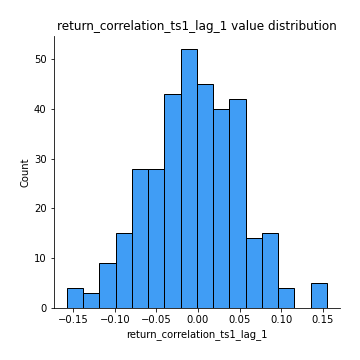 return_correlation_ts1_lag_1 value distribution
50
40
30
20
10
0
Count
−0.15 −0.10 −0.05 0.00 0.05 0.10 0.15
return_correlation_ts1_lag_1